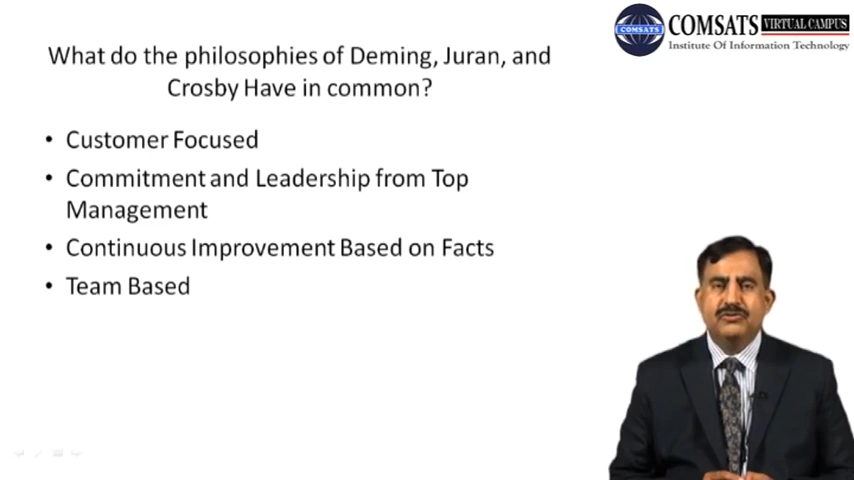 COMSATS VIRTUAL CAMPUS
COMSATS
Institute Of Information Technology
What do the philosophies of Deming, Juran, and
Crosby Have in common?
• Customer Focused
• Commitment and Leadership from Top
Management
• Continuous Improvement Based on Facts
• Team Based